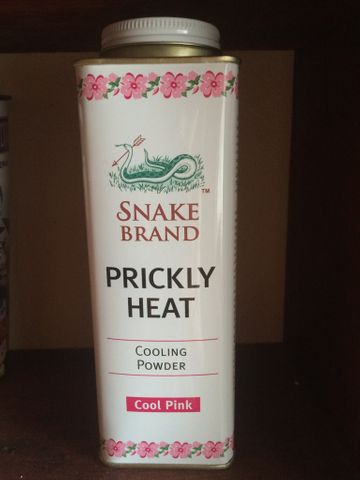 TM
SNAKE
BRAND
PRICKLY
HEAT
COOLING
POWDER
Cool Pink